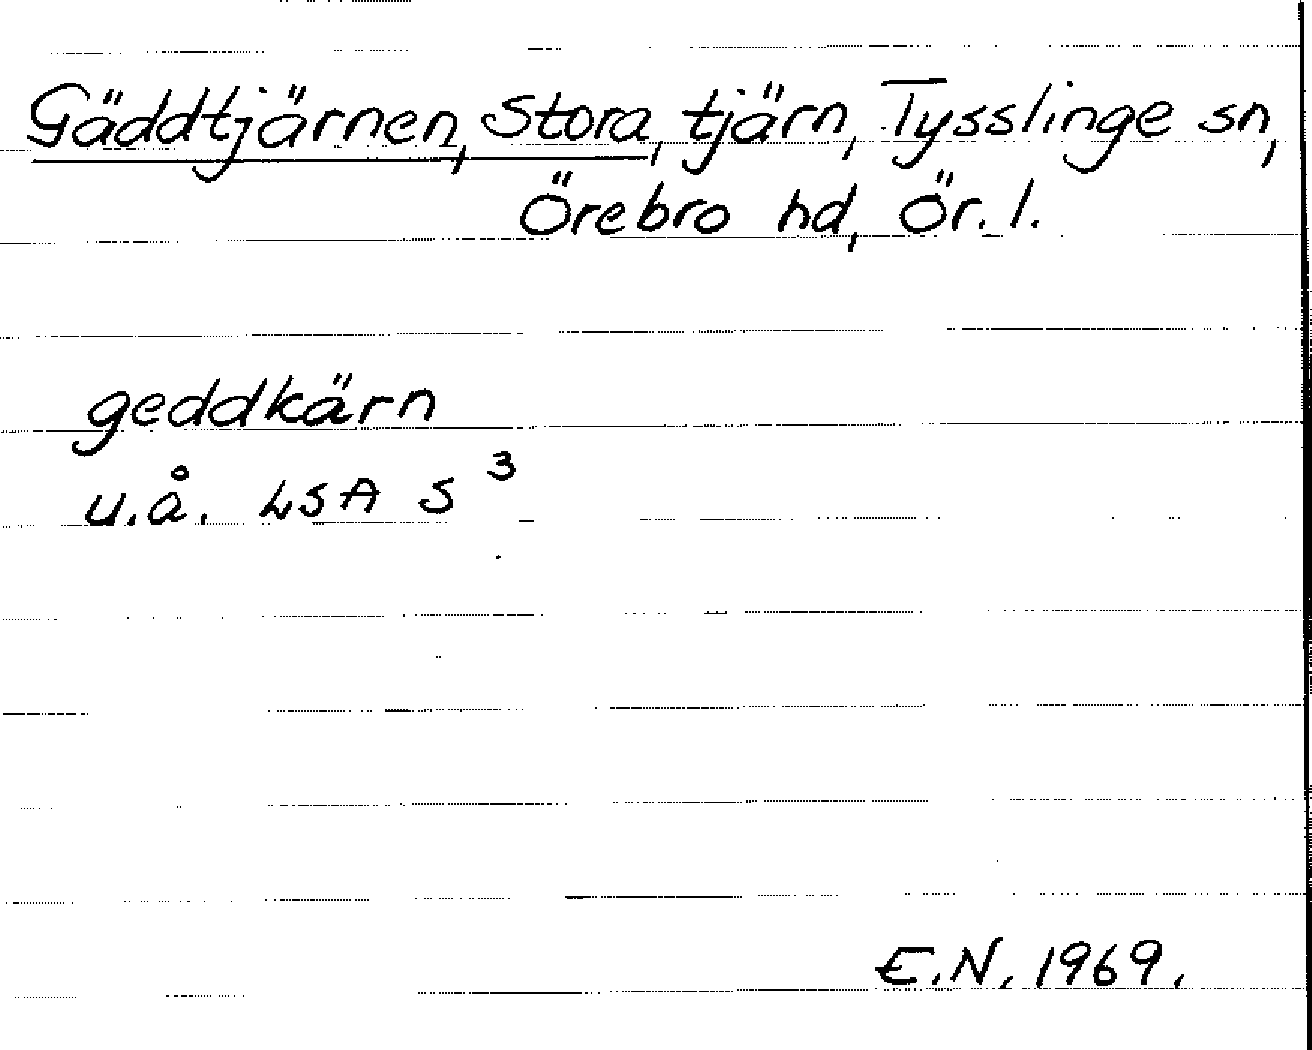 Gäddtjärnen, Stora, tjärn, Tysslinge sn,
Örebro hd, Ör. l.
geddkärn
u.å. LSA S 3
E.N. 1969.